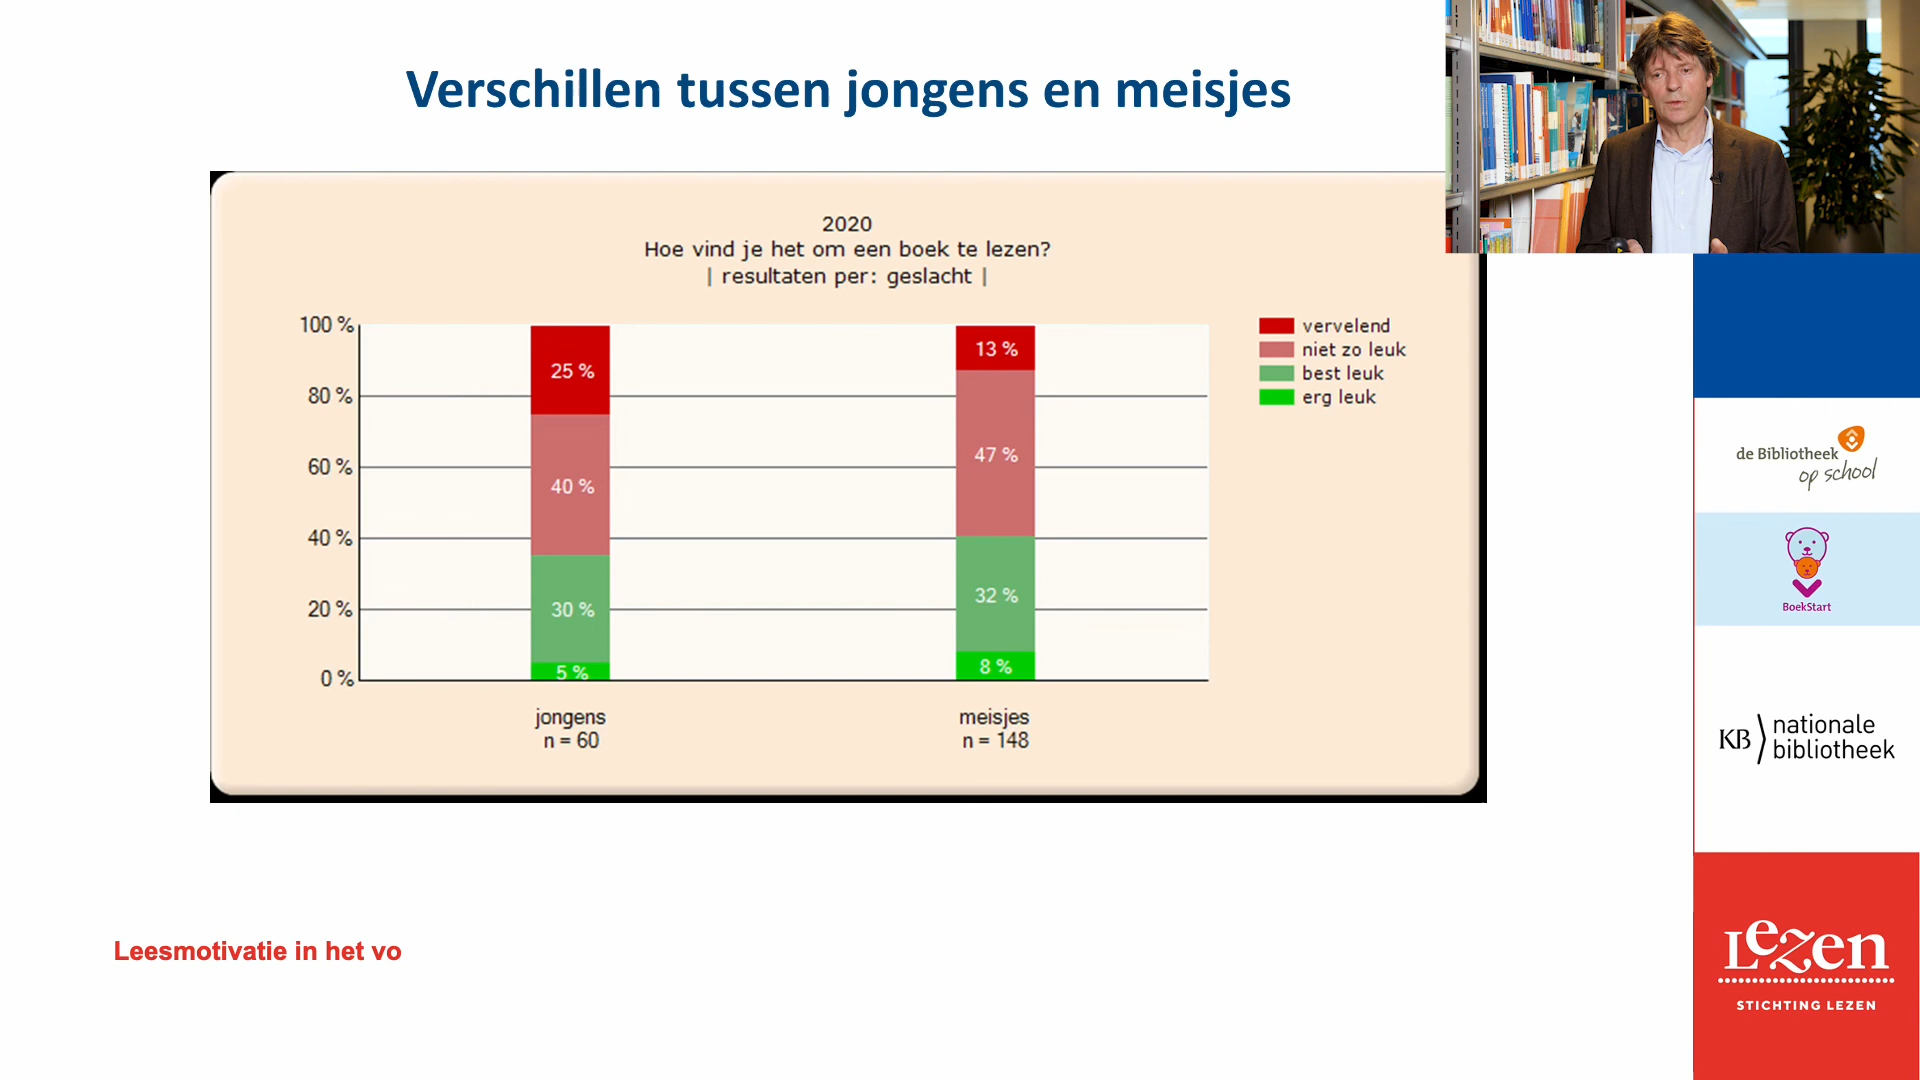 Verschillen tussen jongens en meisjes
2020
Hoe vind je het om een boek te lezen?
| resultaten per: geslacht |
100 %
80 %
60 %
40 %
20 %
0 %
25 %
40 %
30 %
5 %
13 %
47 %
32 %
8 %
jongens
n = 60
meisjes
n = 148
vervelend
niet zo leuk
best leuk
erg leuk
de Bibliotheek
op school
BoekStart
KB
nationale
bibliotheek
Leesmotivatie in het vo
Lezen
STICHTING LEZEN